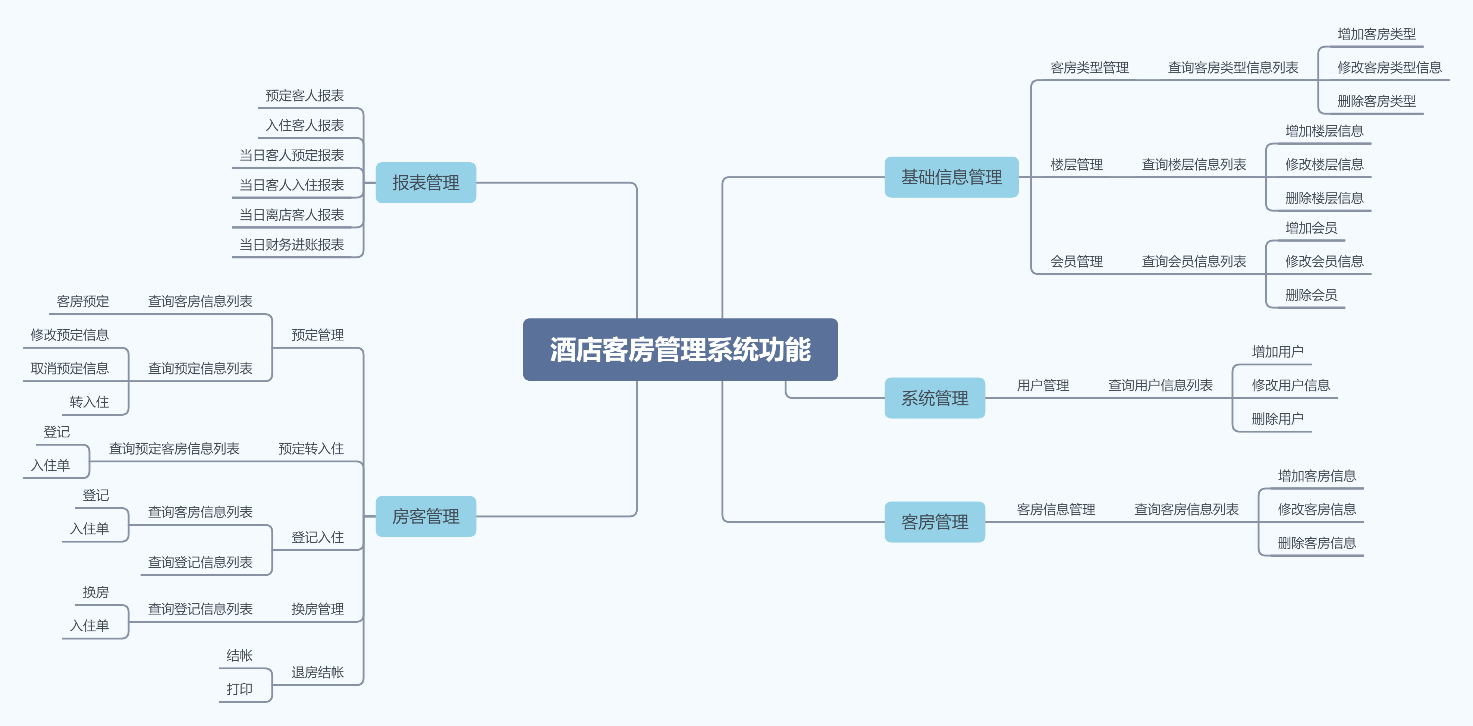 酒店客房管理系统功能
基础信息管理
客房类型管理
查询客房类型信息列表
增加客房类型
修改客房类型信息
删除客房类型
楼层管理
查询楼层信息列表
增加楼层信息
修改楼层信息
删除楼层信息
会员管理
查询会员信息列表
增加会员
修改会员信息
删除会员
系统管理
用户管理
查询用户信息列表
增加用户
修改用户信息
删除用户
客房管理
客房信息管理
查询客房信息列表
增加客房信息
修改客房信息
删除客房信息
报表管理
预定客人报表
入住客人报表
当日客人预定报表
当日客人入住报表
当日离店客人报表
当日财务进账报表
房客管理
预定管理
查询客房信息列表
客房预定
查询预定信息列表
修改预定信息
取消预定信息
转入住
预定转入住
查询预定客房信息列表
登记
入住单
登记入住
查询客房信息列表
登记
入住单
查询登记信息列表
换房管理
查询登记信息列表
换房
入住单
退房结帐
结帐
打印